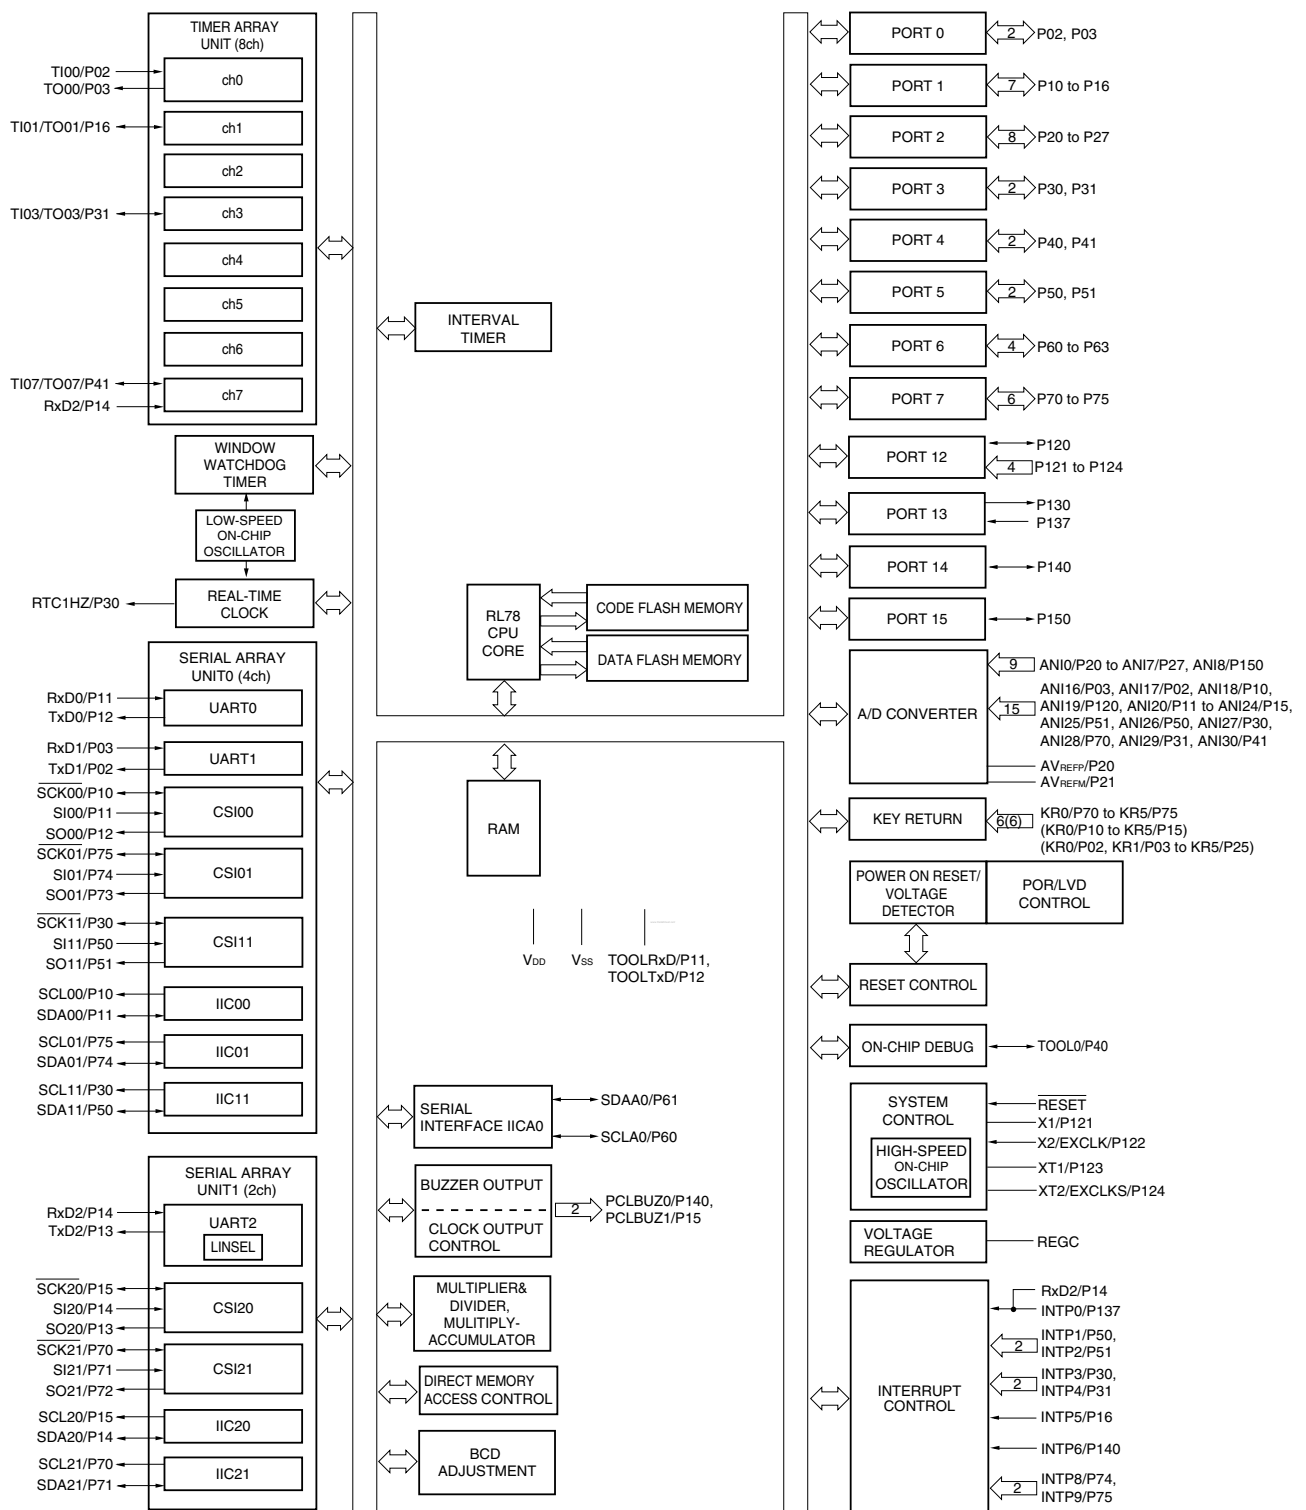 TIMER ARRAY
UNIT (8ch)
TI00/P02
TO00/P03
ch0
TI01/TO01/P16
ch1
ch2
TI03/TO03/P31
ch3
ch4
ch5
ch6
TI07/TO07/P41
RxD2/P14
ch7
WINDOW
WATCHDOG
TIMER
LOW-SPEED
ON-CHIP
OSCILLATOR
RTC1HZ/P30
REAL-TIME
CLOCK
SERIAL ARRAY
UNIT0 (4ch)
RxD0/P11
TxD0/P12
UART0
RxD1/P03
TxD1/P02
UART1
SCK00/P10
SI00/P11
SO00/P12
CSI00
SCK01/P75
SI01/P74
SO01/P73
CSI01
SCK11/P30
SI11/P50
SO11/P51
CSI11
SCL00/P10
SDA00/P11
IIC00
SCL01/P75
SDA01/P74
IIC01
SCL11/P30
SDA11/P50
IIC11
SERIAL ARRAY
UNIT1 (2ch)
RxD2/P14
TxD2/P13
UART2
LINSEL
SCK20/P15
SI20/P14
SO20/P13
CSI20
SCK21/P70
SI21/P71
SO21/P72
CSI21
SCL20/P15
SDA20/P14
IIC20
SCL21/P70
SDA21/P71
IIC21
INTERVAL
TIMER
RL78
CPU
CORE
CODE FLASH MEMORY
DATA FLASH MEMORY
RAM
VDD
VSS
TOOLRxD/P11,
TOOLTxD/P12
SERIAL
INTERFACE IICA0
SDAA0/P61
SCLA0/P60
BUZZER OUTPUT
CLOCK OUTPUT
CONTROL
2
PCLBUZ0/P140,
PCLBUZ1/P15
MULTIPLIER&
DIVIDER,
MULITIPLY-
ACCUMULATOR
DIRECT MEMORY
ACCESS CONTROL
BCD
ADJUSTMENT
PORT 0
2
P02, P03
PORT 1
7
P10 to P16
PORT 2
8
P20 to P27
PORT 3
2
P30, P31
PORT 4
2
P40, P41
PORT 5
2
P50, P51
PORT 6
4
P60 to P63
PORT 7
6
P70 to P75
PORT 12
P120
4
P121 to P124
PORT 13
P130
P137
PORT 14
P140
PORT 15
P150
A/D CONVERTER
9
ANI0/P20 to ANI7/P27, ANI8/P150
15
ANI16/P03, ANI17/P02, ANI18/P10,
ANI19/P120, ANI20/P11 to ANI24/P15,
ANI25/P51, ANI26/P50, ANI27/P30,
ANI28/P70, ANI29/P31, ANI30/P41
AVREFP/P20
AVREFM/P21
KEY RETURN
6(6)
KR0/P70 to KR5/P75
(KR0/P10 to KR5/P15)
(KR0/P02, KR1/P03 to KR5/P25)
POWER ON RESET/
VOLTAGE
DETECTOR
POR/LVD
CONTROL
RESET CONTROL
ON-CHIP DEBUG
TOOL0/P40
SYSTEM
CONTROL
HIGH-SPEED
ON-CHIP
OSCILLATOR
RESET
X1/P121
X2/EXCLK/P122
XT1/P123
XT2/EXCLKS/P124
VOLTAGE
REGULATOR
REGC
INTERRUPT
CONTROL
RxD2/P14
INTP0/P137
2
INTP1/P50,
INTP2/P51
2
INTP3/P30,
INTP4/P31
INTP5/P16
INTP6/P140
2
INTP8/P74,
INTP9/P75